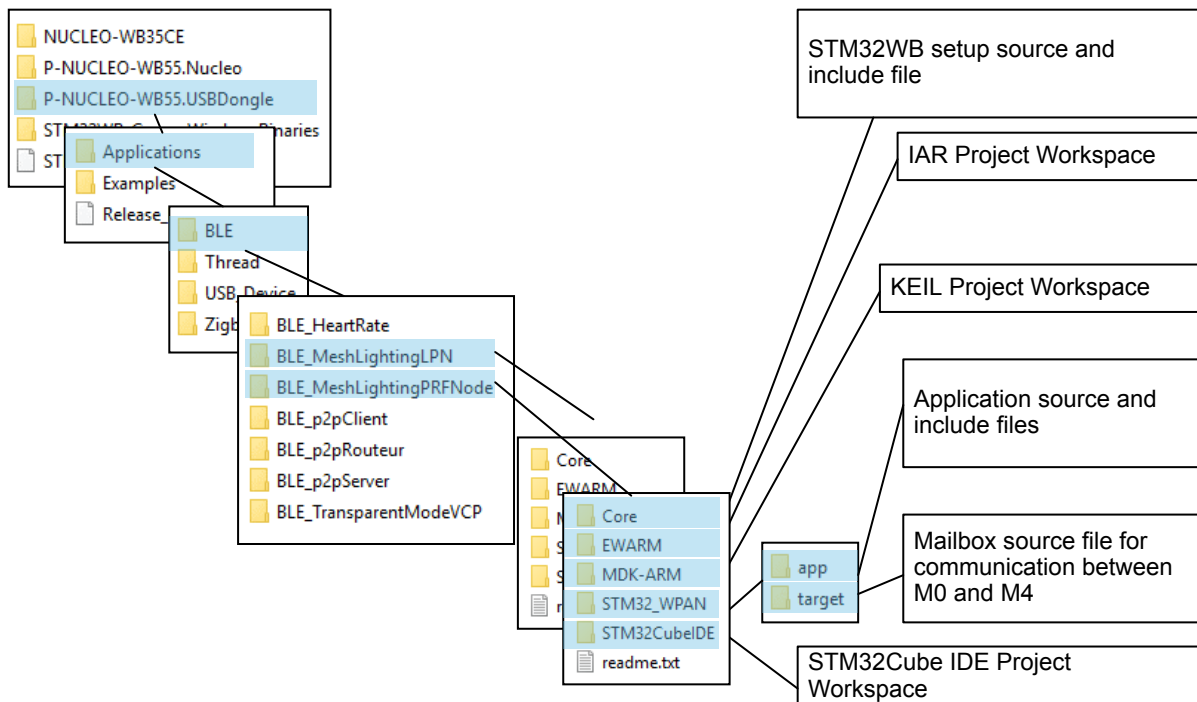 NUCLEO-WB35CE
P-NUCLEO-WB55.Nucleo
P-NUCLEO-WB55.USBDongle
Applications
Examples
Release_
BLE
Thread
USB_Device
Zigb
BLE_HeartRate
BLE_MeshLightingLPN
BLE_MeshLightingPRFNode
BLE_p2pClient
BLE_p2pRouteur
BLE_p2pServer
BLE_TransparentModeVCP
Core
EWARM
M
S
S
r
Core
EWARM
MDK-ARM
STM32_WPAN
STM32CubeIDE
readme.txt
app
target
STM32WB setup source and
include file
IAR Project Workspace
KEIL Project Workspace
Application source and
include files
Mailbox source file for
communication between
M0 and M4
STM32Cube IDE Project
Workspace